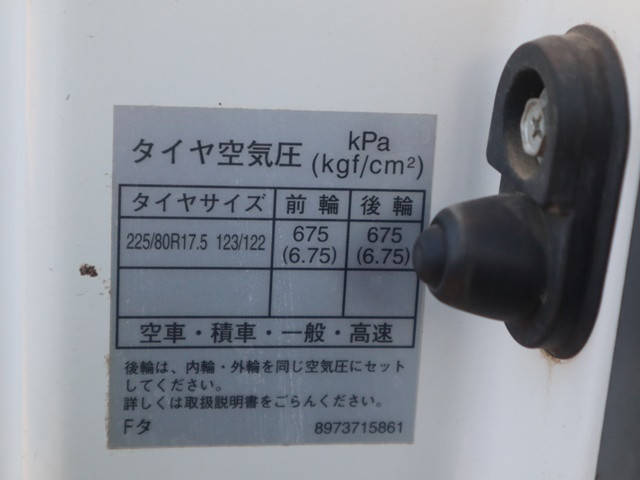 タイヤ空気圧 kPa (kgf/cm²)
タイヤサイズ 前輪 後輪
225/80R17.5 123/122 675 (6.75) 675 (6.75)
空車・積車・一般・高速
後輪は、内輪・外輪を同じ空気圧にセット
してください。
詳しくは取扱説明書をごらんください。
Fタ 8973715861